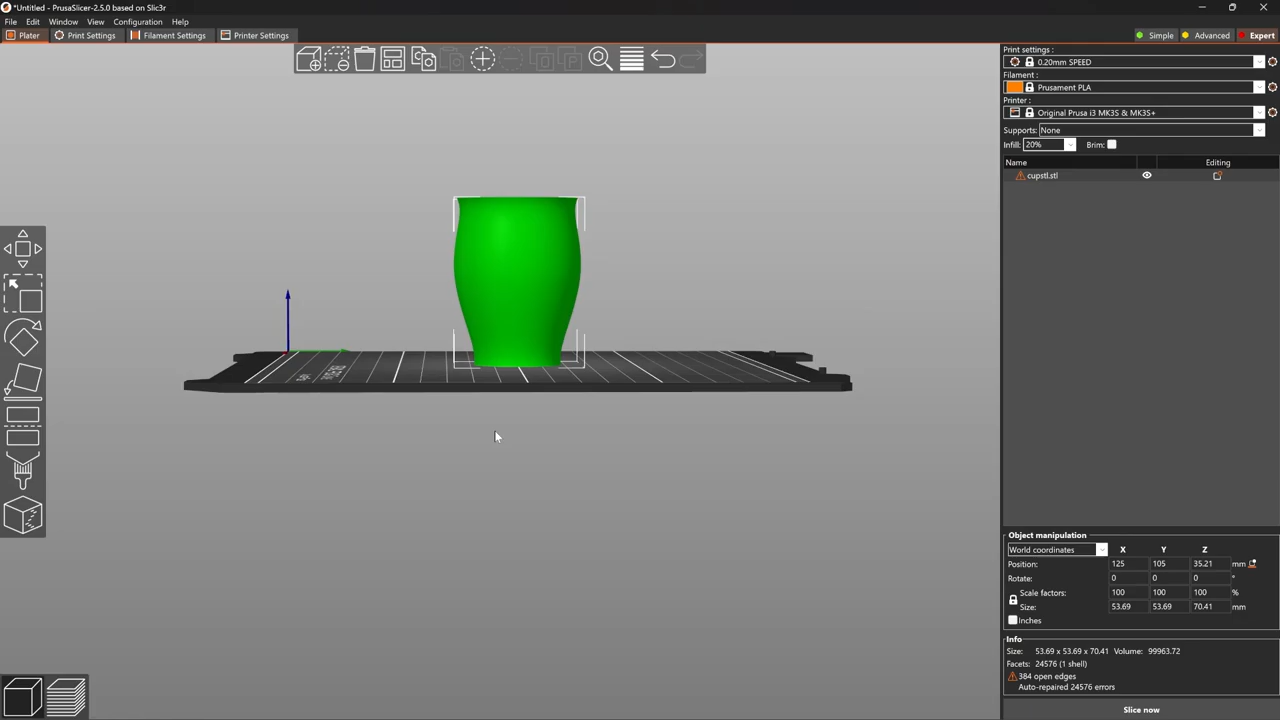 *Untitled - PrusaSlicer-2.5.0 based on Slic3r
File Edit Window View Configuration Help
Plater Print Settings Filament Settings Printer Settings Simple Advanced Expert
Print settings :
0.20mm SPEED
Filament :
Prusament PLA
Printer :
Original Prusa i3 MK3S & MK3S+
Supports: None
Infill: 20% Brim:
Name Editing
cupstl.stl
Object manipulation
World coordinates X Y Z
Position: 125 105 35.21 mm
Rotate: 0 0 0 °
Scale factors: 100 100 100 %
Size: 53.69 53.69 70.41 mm
Inches
Info
Size: 53.69 x 53.69 x 70.41 Volume: 99963.72
Facets: 24576 (1 shell)
384 open edges
Auto-repaired 24576 errors
Slice now